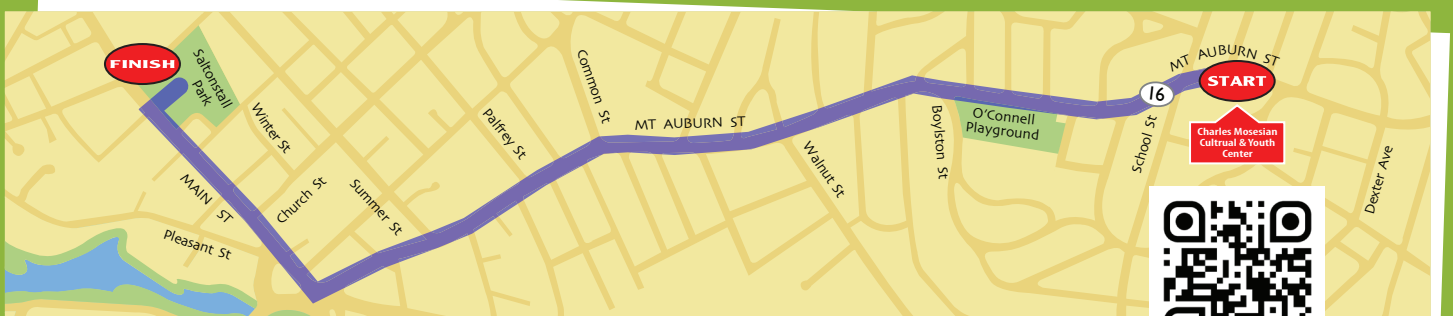 FINISH
Saltonstall
Park
Winter St
MAIN ST
Church St
Summer St
Pleasant St
Palfrey St
Common St
MT AUBURN ST
Walnut St
Boylston St
O'Connell
Playground
School St
16
MT AUBURN ST
START
Charles Mosesian
Cultrual & Youth
Center
Dexter Ave